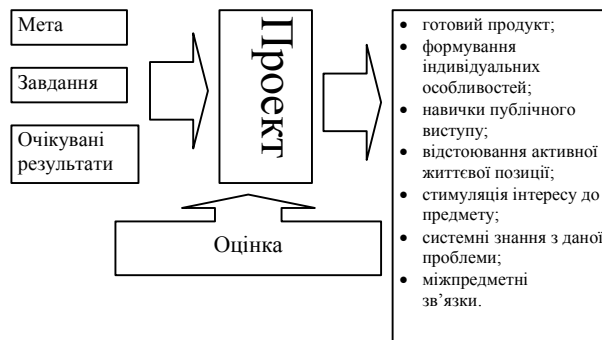 Мета
Завдання
Очікувані
результати
Проект
Оцінка
• готовий продукт;
• формування
індивідуальних
особливостей;
• навички публічного
виступу;
• відстоювання активної
життєвої позиції;
• стимуляція інтересу до
предмету;
• системні знання з даної
проблеми;
• міжпредметні
зв’язки.